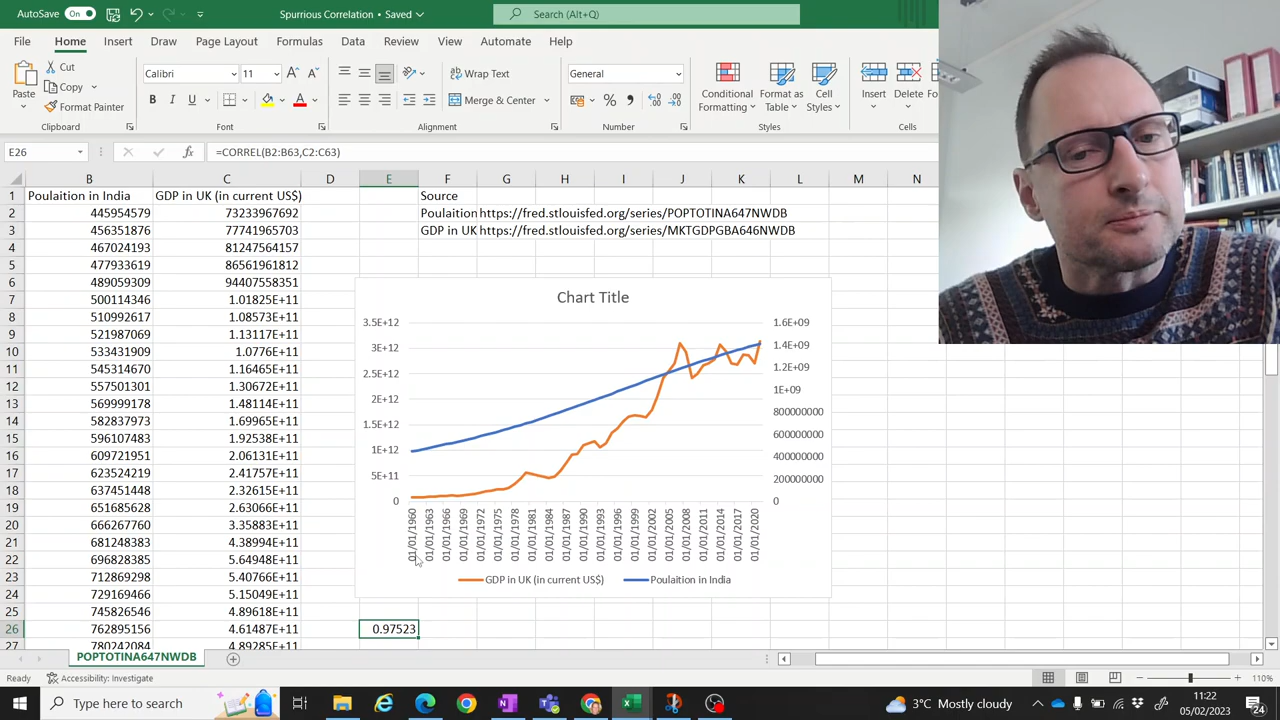 AutoSave On Spurious Correlation • Saved Search (Alt+Q)
File Home Insert Draw Page Layout Formulas Data Review View Automate Help
Paste Cut Copy Format Painter Calibri 11 Wrap Text Merge & Center General Conditional Formatting Format as Table Cell Styles Insert Delete
Clipboard Font Alignment Number Styles Cells
E26 =CORREL(B2:B63,C2:C63)
B C D E F G H I J K L M N
1 Poulaition in India GDP in UK (in current US$) Source
2 445954579 73233967692 Poulaition https://fred.stlouisfed.org/series/POPTOTINA647NWDB
3 456351876 77741965703 GDP in UK https://fred.stlouisfed.org/series/MKTGDPGBA646NWDB
4 467024193 81247564157
5 477933619 86561961812
6 489059309 94407558351
7 500114346 1.01825E+11
8 510992617 1.08573E+11
9 521987069 1.13117E+11
10 533431909 1.0776E+11
11 545314670 1.16465E+11
12 557501301 1.30672E+11
13 569999178 1.48114E+11
14 582837973 1.69965E+11
15 596107483 1.92538E+11
16 609721951 2.06131E+11
17 623524219 2.41757E+11
18 637451448 2.32615E+11
19 651685628 2.63066E+11
20 666267760 3.35883E+11
21 681248383 4.38994E+11
22 696828385 5.64948E+11
23 712869298 5.40766E+11
24 729169466 5.15049E+11
25 745826546 4.89618E+11
26 762895156 4.61487E+11 0.97523
27 780242084 4.89285E+11
Chart Title
3.5E+12 1.6E+09
3E+12 1.4E+09
2.5E+12 1.2E+09
2E+12 1E+09
1.5E+12 800000000
1E+12 600000000
5E+11 400000000
0 200000000
0
01/01/1960 01/01/1963 01/01/1966 01/01/1969 01/01/1972 01/01/1975 01/01/1978 01/01/1981 01/01/1984 01/01/1987 01/01/1990 01/01/1993 01/01/1996 01/01/1999 01/01/2002 01/01/2005 01/01/2008 01/01/2011 01/01/2014 01/01/2017 01/01/2020
GDP in UK (in current US$) Poulaition in India
POPTOTINA647NWDB
Ready Accessibility: Investigate 110%
Type here to search 3°C Mostly cloudy 11:22
05/02/2023 24